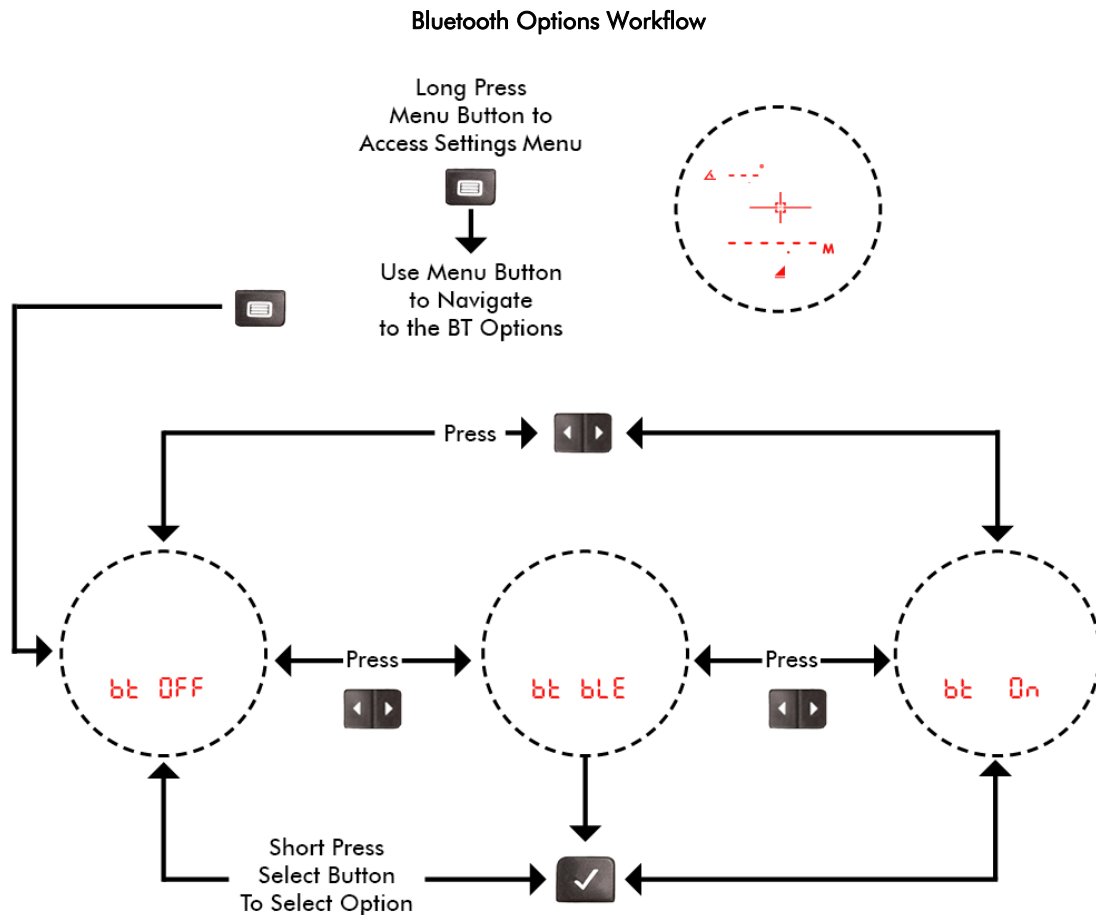 Bluetooth Options Workflow
Long Press
Menu Button to
Access Settings Menu
M
Use Menu Button
to Navigate
to the BT Options
Press
Press
Press
bt OFF
bt bLE
bt On
Short Press
Select Button
To Select Option